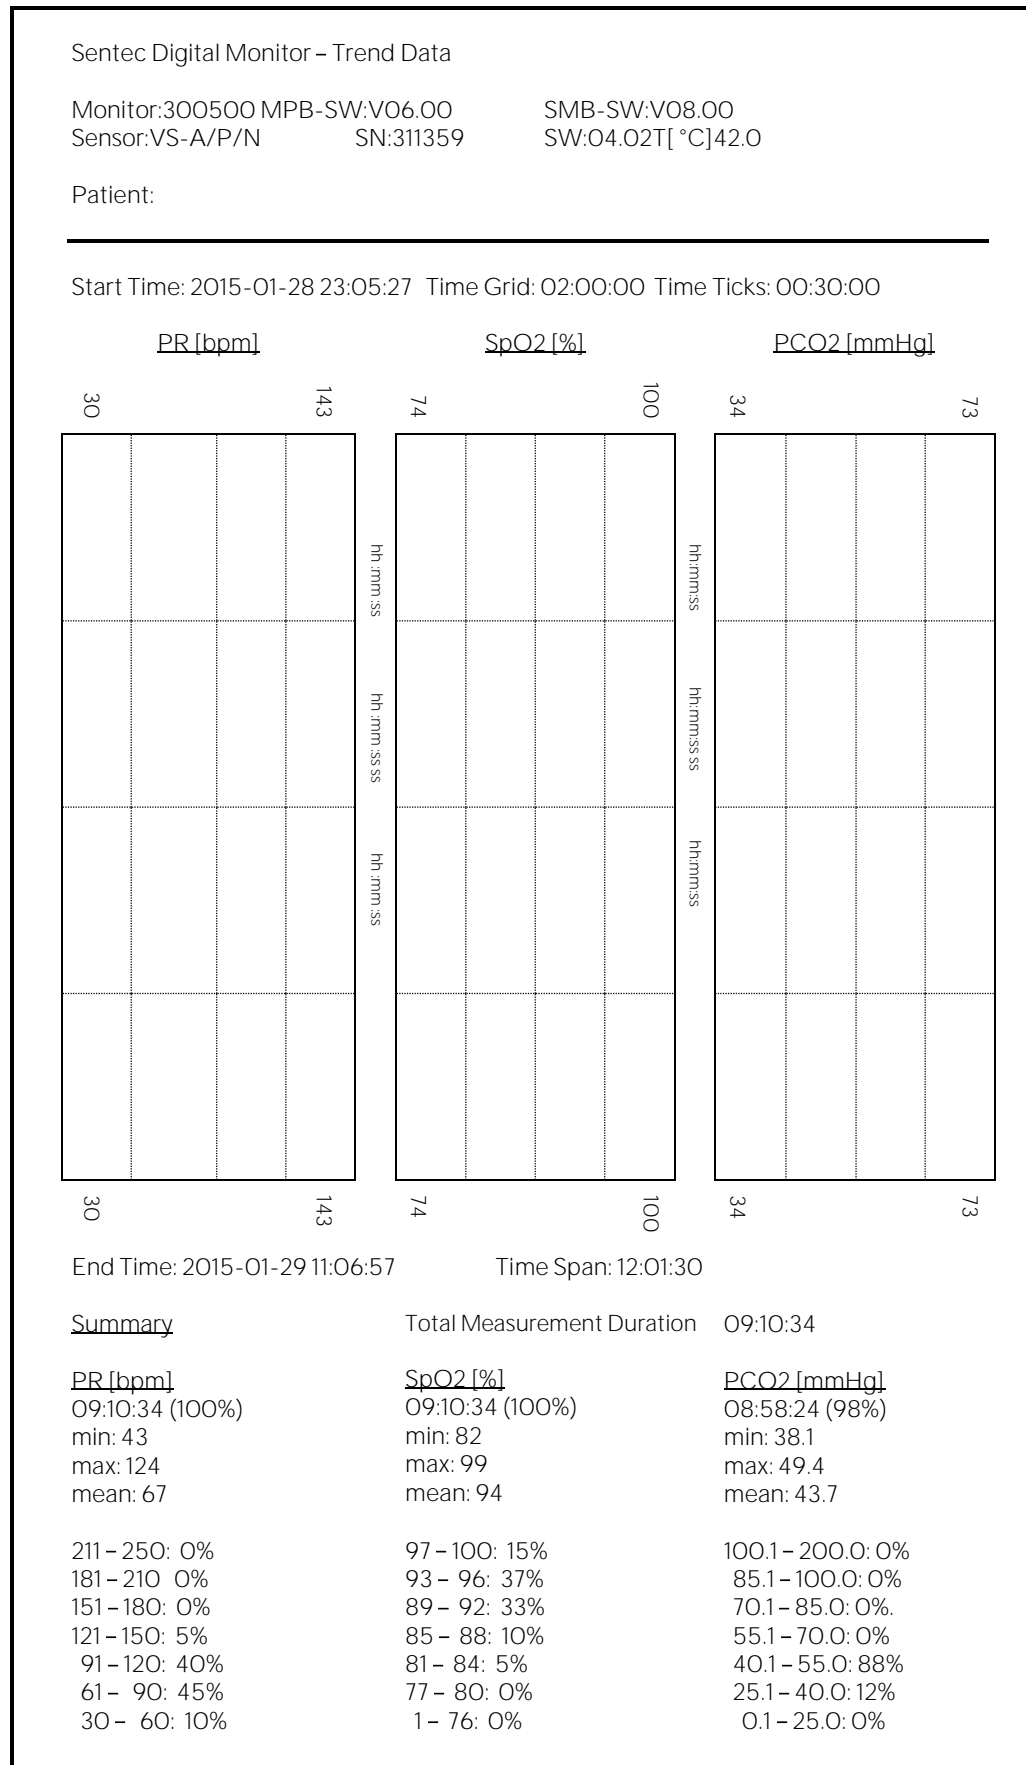 Sentec Digital Monitor – Trend Data
Monitor:300500 MPB-SW:V06.00 SMB-SW:V08.00
Sensor:VS-A/P/N SN:311359 SW:04.02T[ °C]42.0
Patient:
Start Time: 2015-01-28 23:05:27 Time Grid: 02:00:00 Time Ticks: 00:30:00
PR [bpm] SpO2 [%] PCO2 [mmHg]
30 143 74 100 34 73
hh :mm :ss hh:mm:ss
hh :mm :ss ss hh:mm:ss ss
hh :mm :ss hh:mm:ss
30 143 74 100 34 73
End Time: 2015-01-29 11:06:57 Time Span: 12:01:30
Summary Total Measurement Duration 09:10:34
PR [bpm] SpO2 [%] PCO2 [mmHg]
09:10:34 (100%) 09:10:34 (100%) 08:58:24 (98%)
min: 43 min: 82 min: 38.1
max: 124 max: 99 max: 49.4
mean: 67 mean: 94 mean: 43.7
211 – 250: 0% 97 – 100: 15% 100.1 – 200.0: 0%
181 – 210 0% 93 – 96: 37% 85.1 – 100.0: 0%
151 – 180: 0% 89 – 92: 33% 70.1 – 85.0: 0%.
121 – 150: 5% 85 – 88: 10% 55.1 – 70.0: 0%
91 – 120: 40% 81 – 84: 5% 40.1 – 55.0: 88%
61 – 90: 45% 77 – 80: 0% 25.1 – 40.0: 12%
30 – 60: 10% 1 – 76: 0% 0.1 – 25.0: 0%